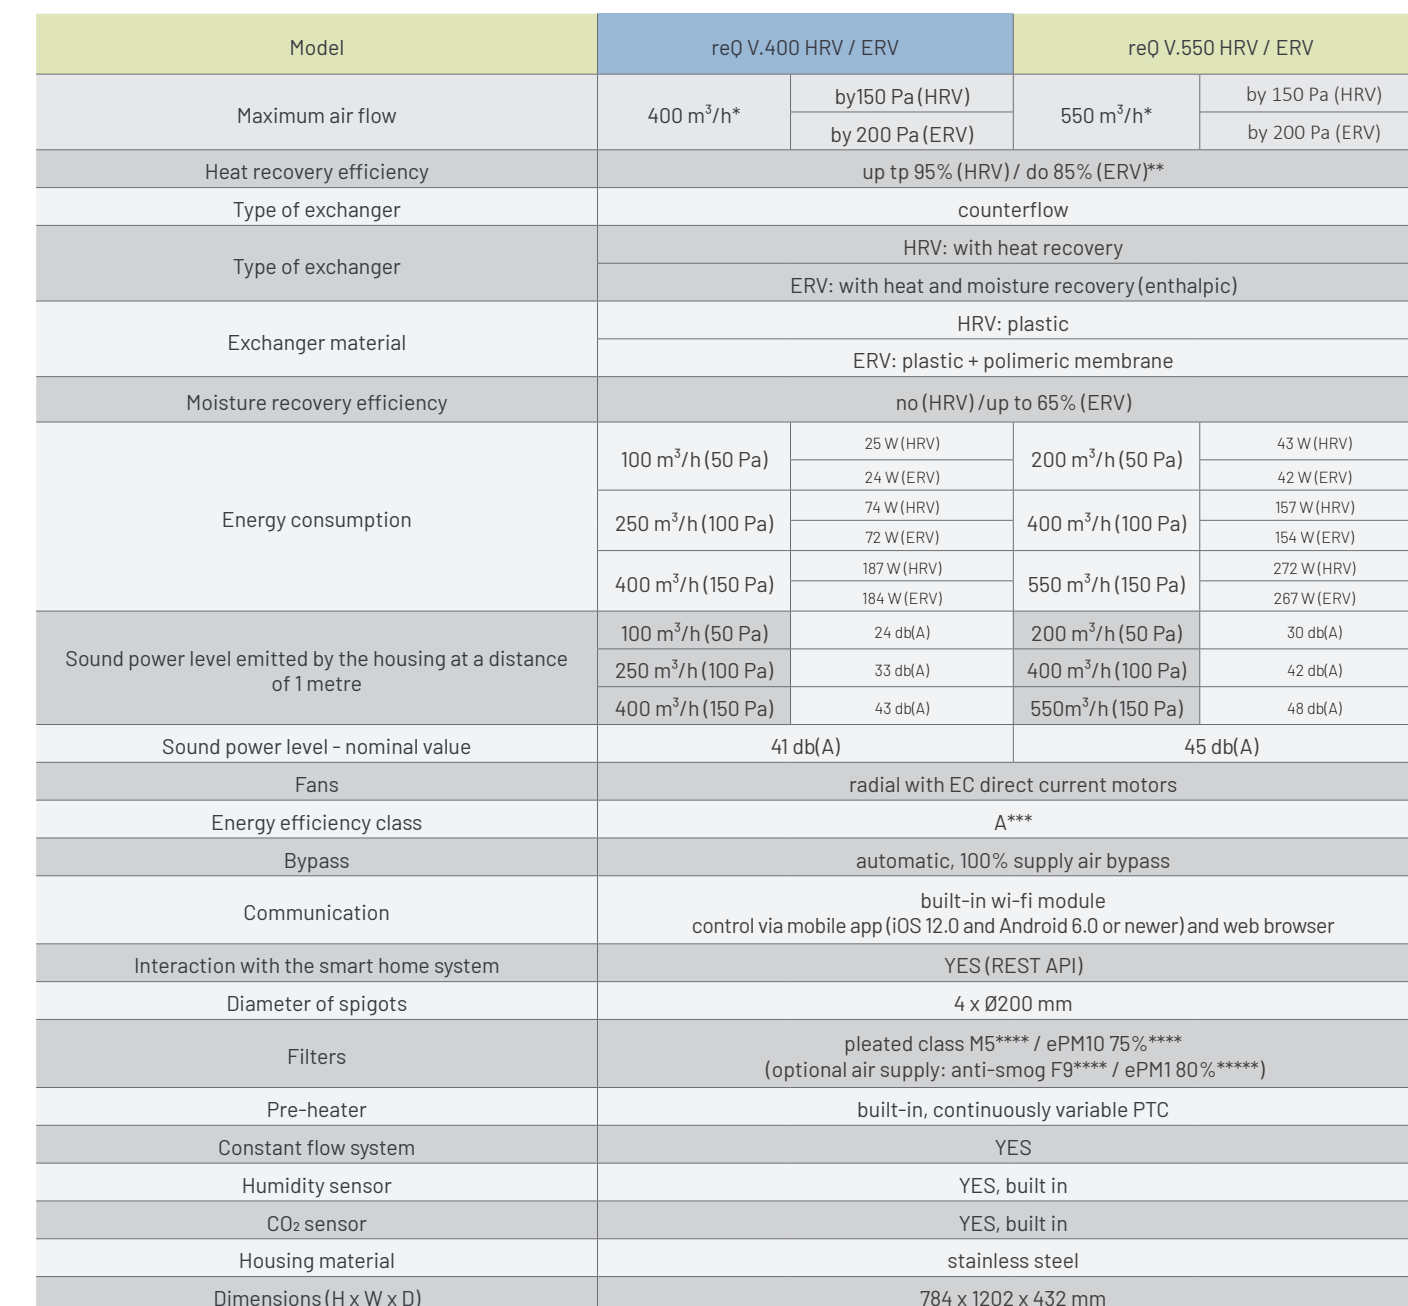 Model reQ V.400 HRV / ERV reQ V.550 HRV / ERV
Maximum air flow 400 m³/h* by150 Pa (HRV) 550 m³/h* by 150 Pa (HRV)
by 200 Pa (ERV) by 200 Pa (ERV)
Heat recovery efficiency up tp 95% (HRV) / do 85% (ERV)**
Type of exchanger counterflow
Type of exchanger HRV: with heat recovery
ERV: with heat and moisture recovery (enthalpic)
Exchanger material HRV: plastic
ERV: plastic + polimeric membrane
Moisture recovery efficiency no (HRV) /up to 65% (ERV)
Energy consumption 100 m³/h (50 Pa) 25 W (HRV) 200 m³/h (50 Pa) 43 W (HRV)
24 W (ERV) 42 W (ERV)
250 m³/h (100 Pa) 74 W (HRV) 400 m³/h (100 Pa) 157 W (HRV)
72 W (ERV) 154 W (ERV)
400 m³/h (150 Pa) 187 W (HRV) 550 m³/h (150 Pa) 272 W (HRV)
184 W (ERV) 267 W (ERV)
Sound power level emitted by the housing at a distance
of 1 metre
100 m³/h (50 Pa) 24 db(A) 200 m³/h (50 Pa) 30 db(A)
250 m³/h (100 Pa) 33 db(A) 400 m³/h (100 Pa) 42 db(A)
400 m³/h (150 Pa) 43 db(A) 550m³/h (150 Pa) 48 db(A)
Sound power level - nominal value 41 db(A) 45 db(A)
Fans radial with EC direct current motors
Energy efficiency class A***
Bypass automatic, 100% supply air bypass
Communication built-in wi-fi module
control via mobile app (iOS 12.0 and Android 6.0 or newer) and web browser
Interaction with the smart home system YES (REST API)
Diameter of spigots 4 x Ø200 mm
Filters pleated class M5**** / ePM10 75%****
(optional air supply: anti-smog F9**** / ePM1 80%*****)
Pre-heater built-in, continuously variable PTC
Constant flow system YES
Humidity sensor YES, built in
CO₂ sensor YES, built in
Housing material stainless steel
Dimensions (H x W x D) 784 x 1202 x 432 mm